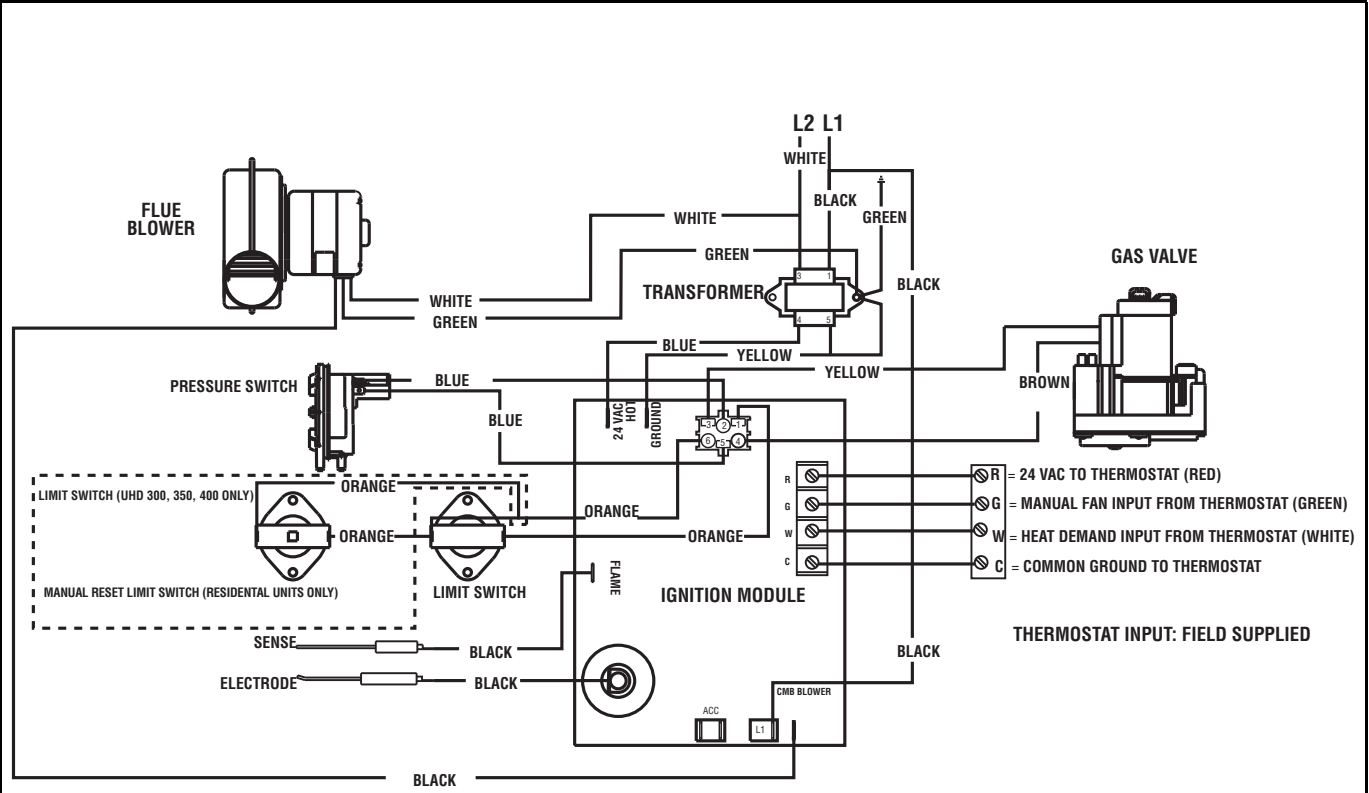 L2 L1
WHITE
BLACK
GREEN
FLUE
BLOWER
WHITE
GREEN
GAS VALVE
TRANSFORMER
3
1
BLACK
WHITE
GREEN
4
5
BLUE
YELLOW
YELLOW
BROWN
PRESSURE SWITCH
BLUE
BLUE
24 VAC
HOT
GROUND
3
2
1
6
5
4
LIMIT SWITCH (UHD 300, 350, 400 ONLY)
ORANGE
ORANGE
ORANGE
ORANGE
MANUAL RESET LIMIT SWITCH (RESIDENTAL UNITS ONLY)
LIMIT SWITCH
FLAME
IGNITION MODULE
R
G
W
C
R = 24 VAC TO THERMOSTAT (RED)
G = MANUAL FAN INPUT FROM THERMOSTAT (GREEN)
W = HEAT DEMAND INPUT FROM THERMOSTAT (WHITE)
C = COMMON GROUND TO THERMOSTAT
THERMOSTAT INPUT: FIELD SUPPLIED
SENSE
BLACK
BLACK
ELECTRODE
BLACK
CMB BLOWER
ACC
L1
BLACK